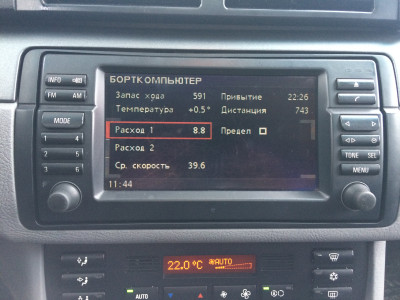 INFO
FM AM
MODE
1 4
2 5
3 6
БОРТКОМПЬЮТЕР
Запас хода 591 Прибытие 22:26
Температура +0.5° Дистанция 743
Расход 1 8.8 Предел
Расход 2
Ср. скорость 39.6
11:44
TONE SEL
MENU
22.0°C AUTO
AUTO